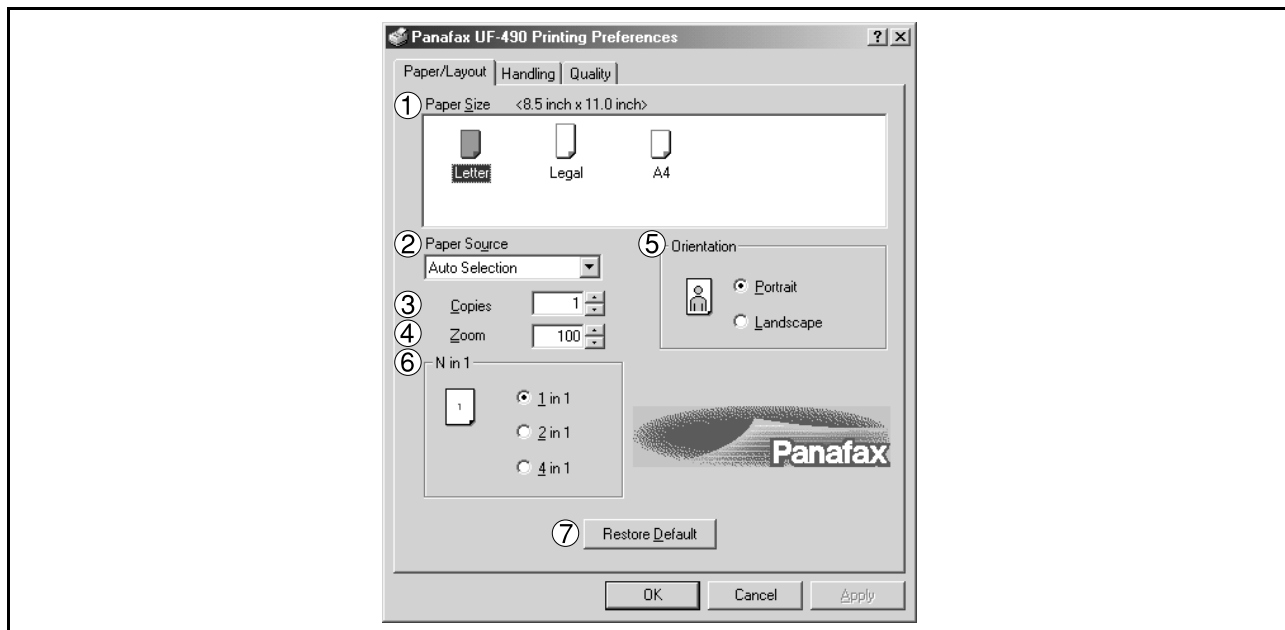 Panafax UF-490 Printing Preferences
Paper/Layout Handling Quality
① Paper Size <8.5 inch x 11.0 inch>
Letter Legal A4
② Paper Source
Auto Selection
③ Copies 1
④ Zoom 100
⑤ Orientation
Portrait
Landscape
⑥ N in 1
1
1 in 1
2 in 1
4 in 1
Panafax
⑦ Restore Default
OK Cancel Apply